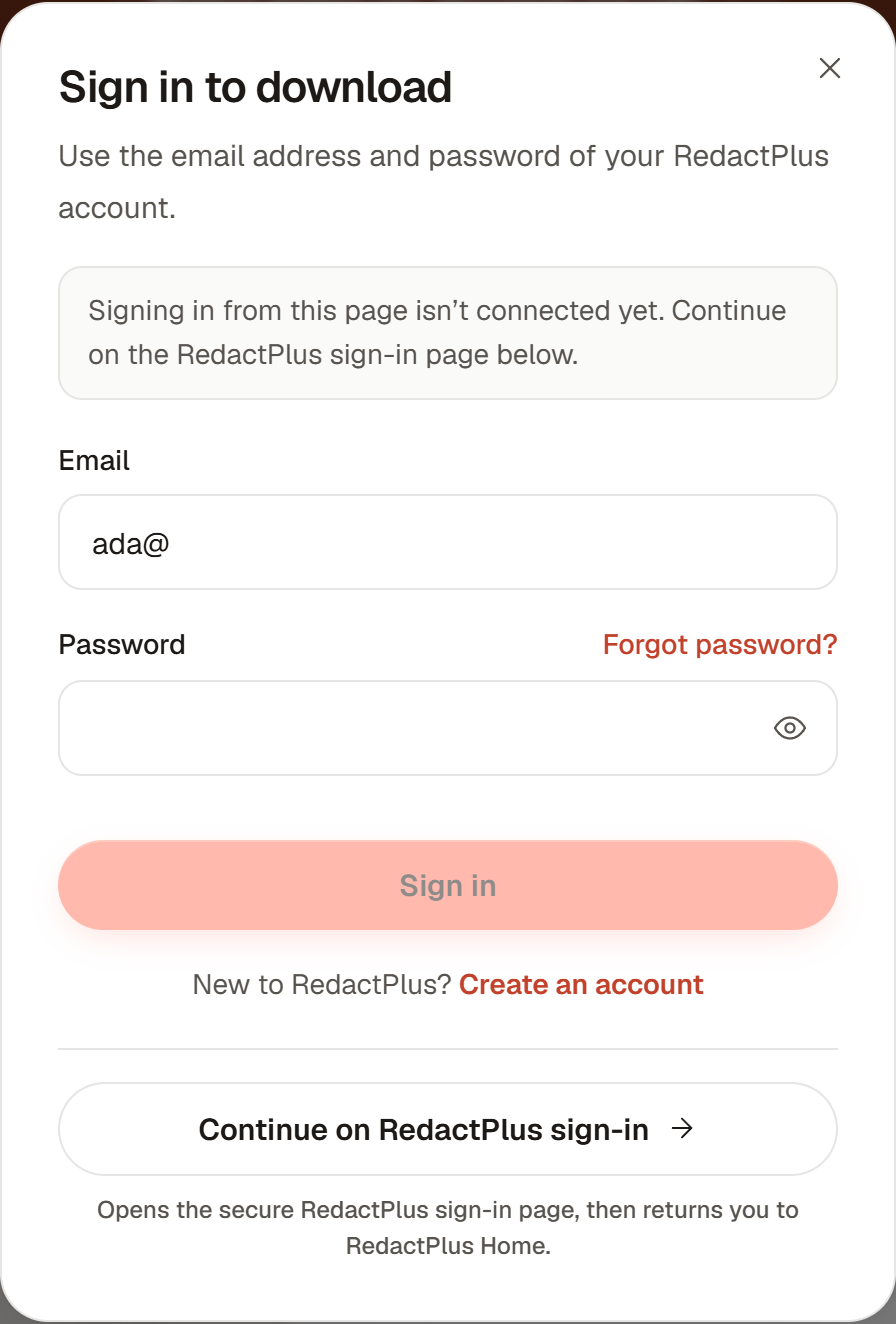 Sign in to download
Use the email address and password of your RedactPlus
account.
Signing in from this page isn’t connected yet. Continue
on the RedactPlus sign-in page below.
Email
ada@
Password
Forgot password?
Sign in
New to RedactPlus? Create an account
Continue on RedactPlus sign-in →
Opens the secure RedactPlus sign-in page, then returns you to
RedactPlus Home.